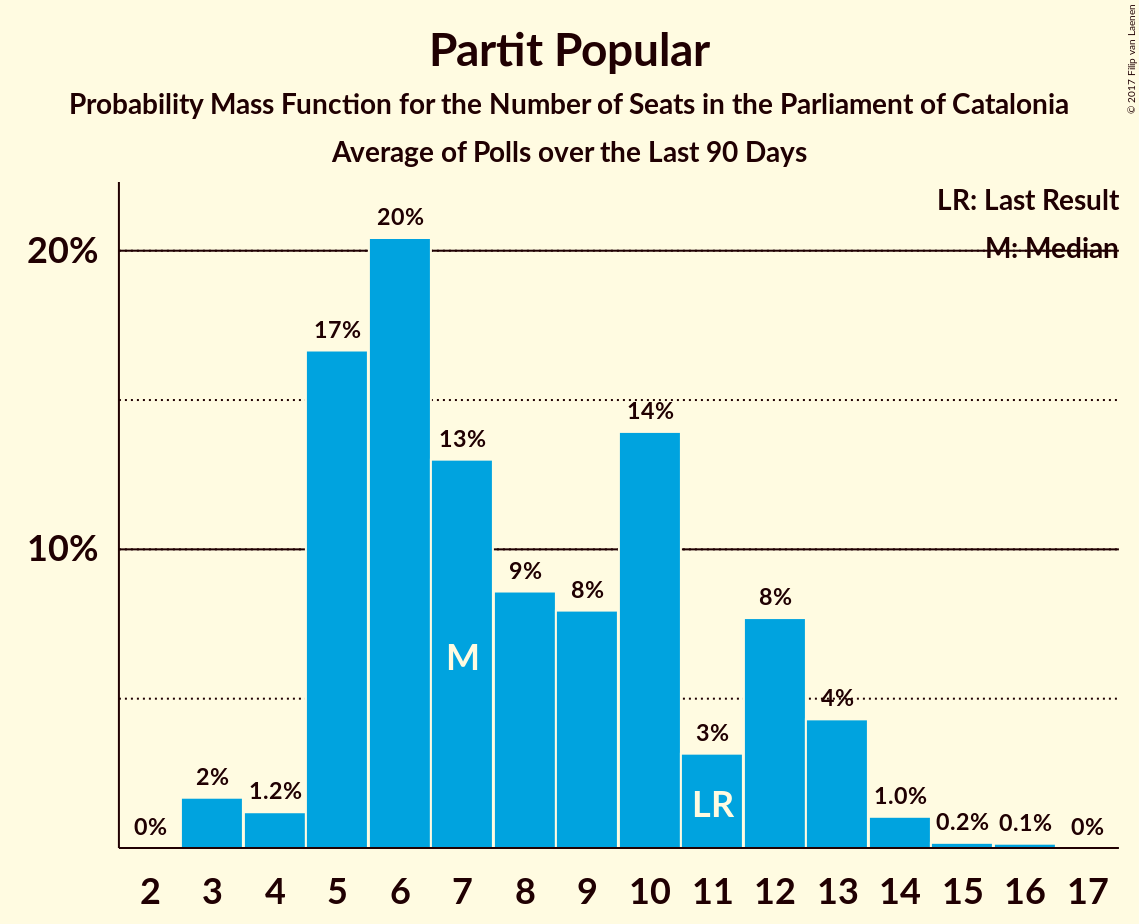 Partit Popular
Probability Mass Function for the Number of Seats in the Parliament of Catalonia
Average of Polls over the Last 90 Days
© 2017 Filip van Laenen
LR: Last Result
M: Median
20%
10%
0%
2%
1.2%
17%
20%
13%
9%
8%
14%
3%
8%
4%
1.0%
0.2%
0.1%
0%
M
LR
2 3 4 5 6 7 8 9 10 11 12 13 14 15 16 17